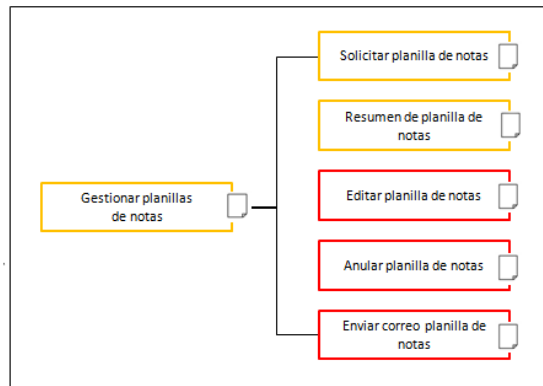 Solicitar planilla de notas
Resumen de planilla de
notas
Gestionar planillas
de notas
Editar planilla de notas
Anular planilla de notas
Enviar correo planilla de
notas